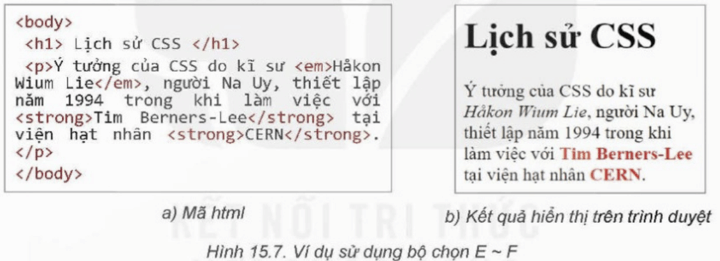 <body>
<h1> Lịch sử CSS </h1>
<p>Ý tưởng của CSS do kĩ sư <em>Håkon
Wium Lie</em>, người Na Uy, thiết lập
năm 1994 trong khi làm việc với
<strong>Tim Berners-Lee</strong> tại
viện hạt nhân <strong>CERN</strong>.
</p>
</body>
a) Mã html
Lịch sử CSS
Ý tưởng của CSS do kĩ sư
Håkon Wium Lie, người Na Uy,
thiết lập năm 1994 trong khi
làm việc với Tim Berners-Lee
tại viện hạt nhân CERN.
b) Kết quả hiển thị trên trình duyệt
KẾT NỐI TRI THỨC
Hình 15.7. Ví dụ sử dụng bộ chọn E ~ F